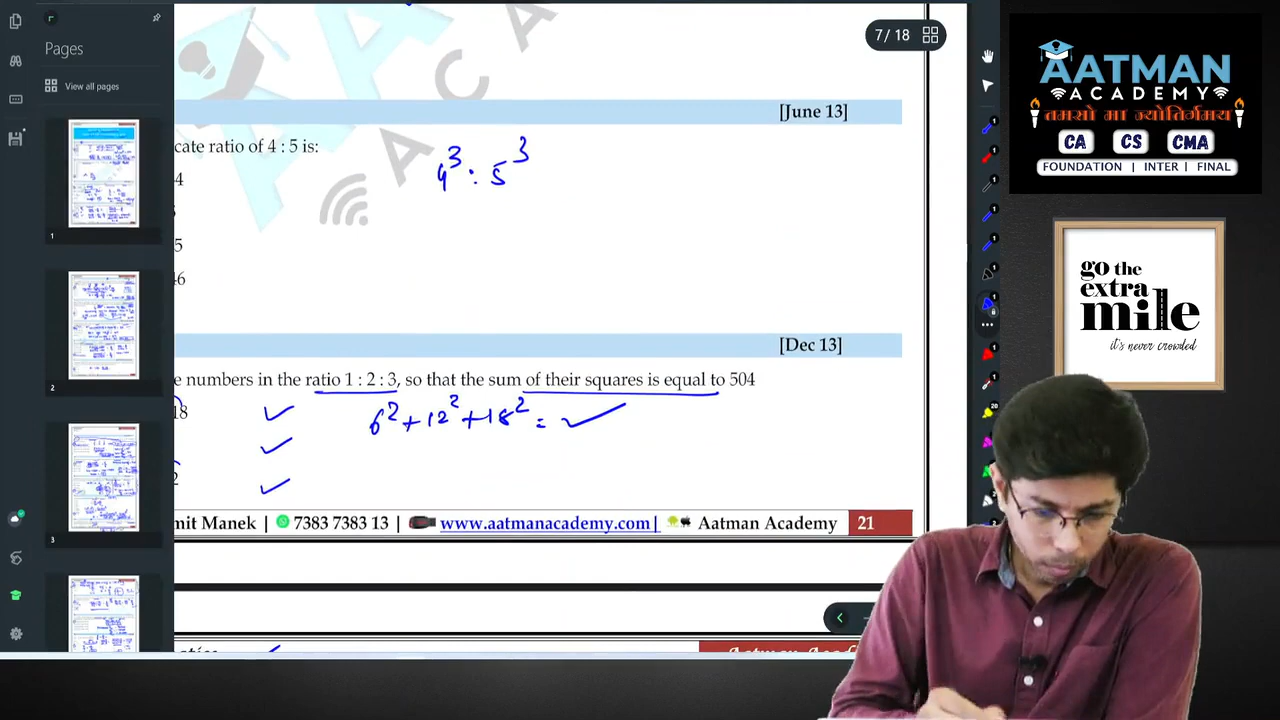 Pages
View all pages
1
2
3
7/18
[June 13]
cate ratio of 4 : 5 is:
4³ : 5³
4
5
46
[Dec 13]
e numbers in the ratio 1 : 2 : 3, so that the sum of their squares is equal to 504
18
6² + 12² + 18² =
2
mit Manek | 7383 7383 13 | www.aatmanacademy.com| Aatman Academy 21
AATMAN
ACADEMY
तमसो मा ज्योतिर्गमय
CA CS CMA
FOUNDATION | INTER | FINAL
go the
extra
mile
it's never crowded.